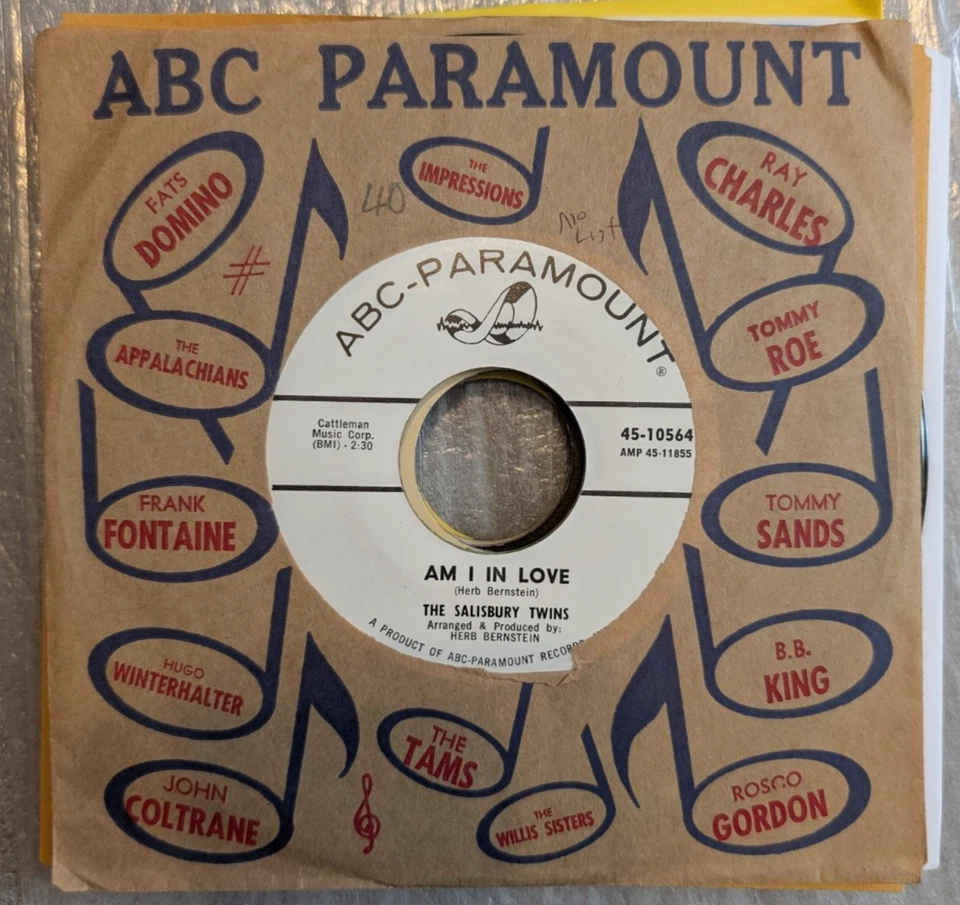 ABC PARAMOUNT
FATS
DOMINO
THE
IMPRESSIONS
RAY
CHARLES
40
No
List
#
THE
APPALACHIANS
TOMMY
ROE
FRANK
FONTAINE
TOMMY
SANDS
HUGO
WINTERHALTER
B.B.
KING
JOHN
COLTRANE
THE
TAMS
THE
WILLIS SISTERS
ROSCO
GORDON
ABC-PARAMOUNT
®
Cattleman
Music Corp.
(BMI) - 2:30
45-10564
AMP 45-11855
AM I IN LOVE
(Herb Bernstein)
THE SALISBURY TWINS
Arranged & Produced by:
HERB BERNSTEIN
A PRODUCT OF ABC-PARAMOUNT RECORDS